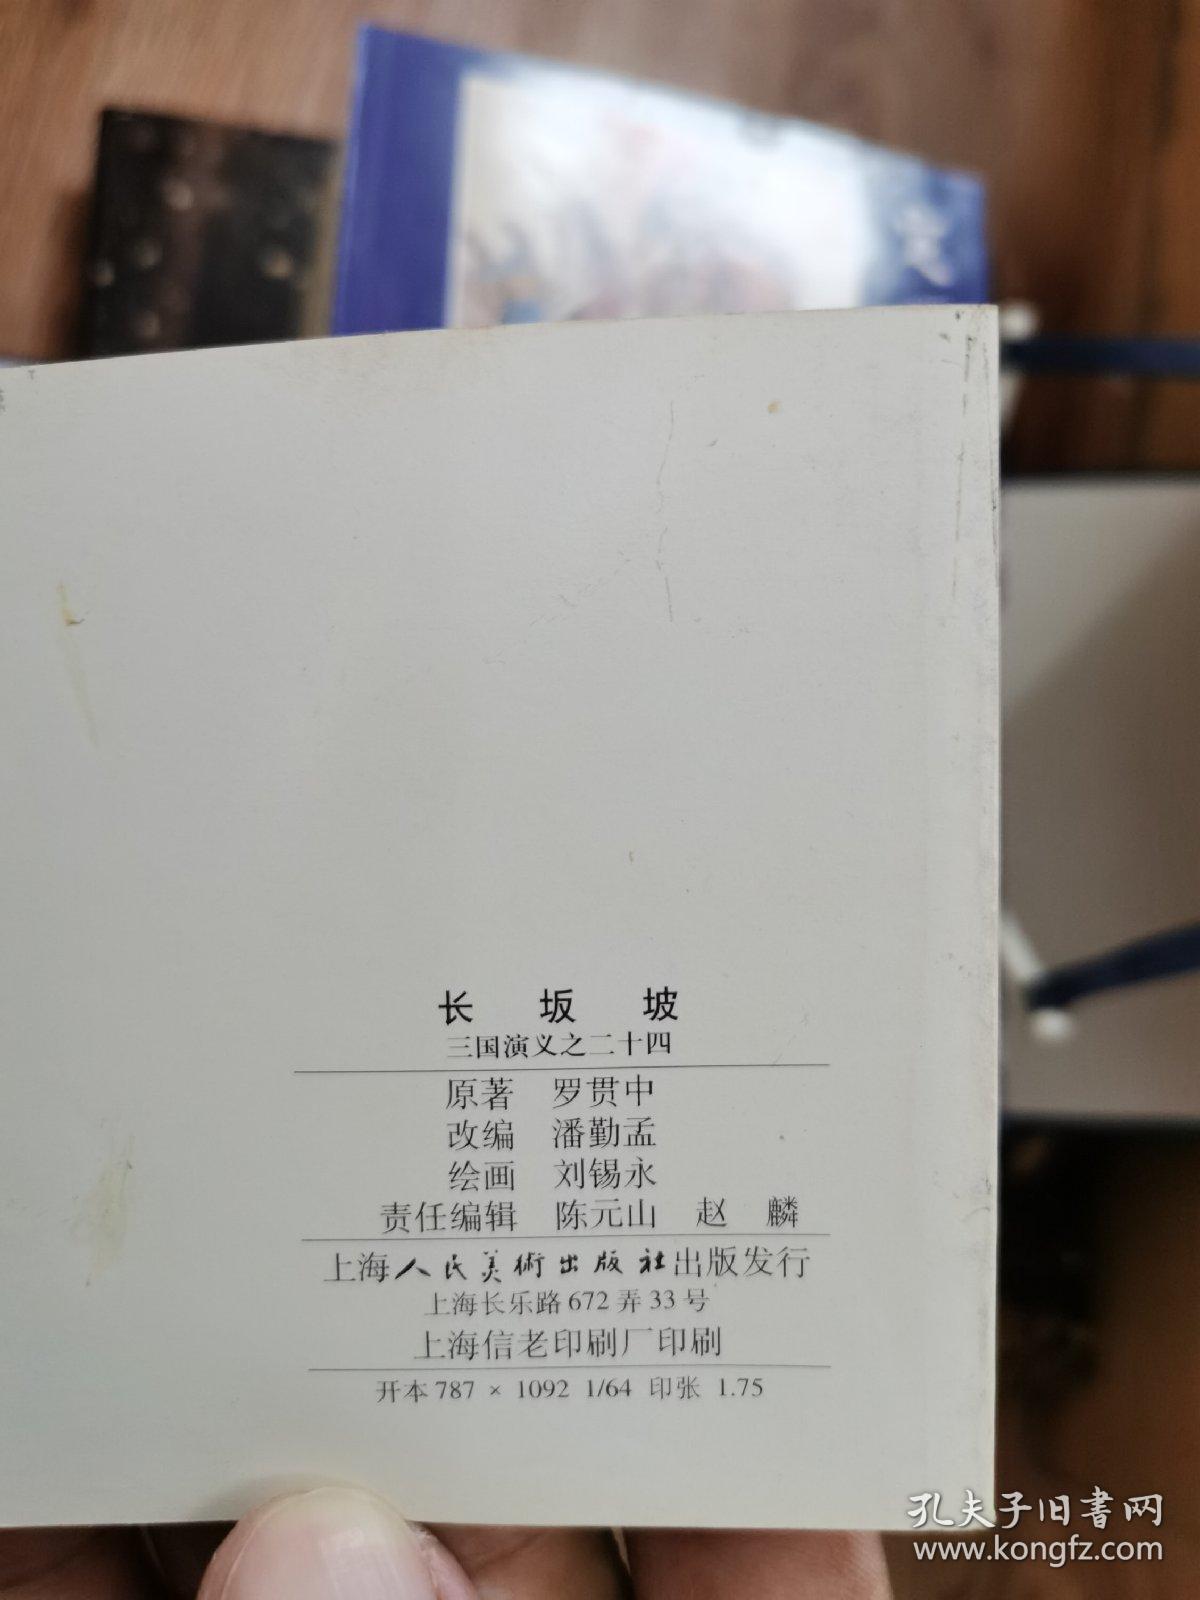 长坂坡
三国演义之二十四
原著 罗贯中
改编 潘勤孟
绘画 刘锡永
责任编辑 陈元山 赵麟
上海人民美術出版社出版发行
上海长乐路672弄33号
上海信老印刷厂印刷
开本 787 × 1092 1/64 印张 1.75
孔夫子旧書网
www.kongfz.com